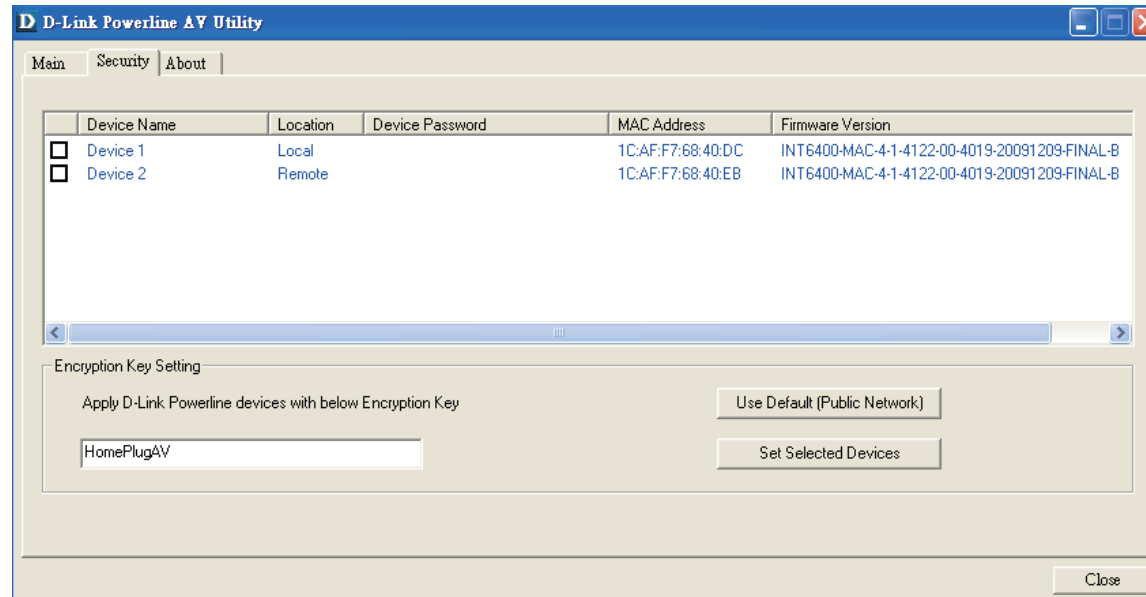 D D-Link Powerline AV Utility
Main Security About
Device Name Location Device Password MAC Address Firmware Version
Device 1 Local 1C:AF:F7:68:40:DC INT6400-MAC-4-1-4122-00-4019-20091209-FINAL-B
Device 2 Remote 1C:AF:F7:68:40:EB INT6400-MAC-4-1-4122-00-4019-20091209-FINAL-B
Encryption Key Setting
Apply D-Link Powerline devices with below Encryption Key Use Default (Public Network)
HomePlugAV Set Selected Devices
Close